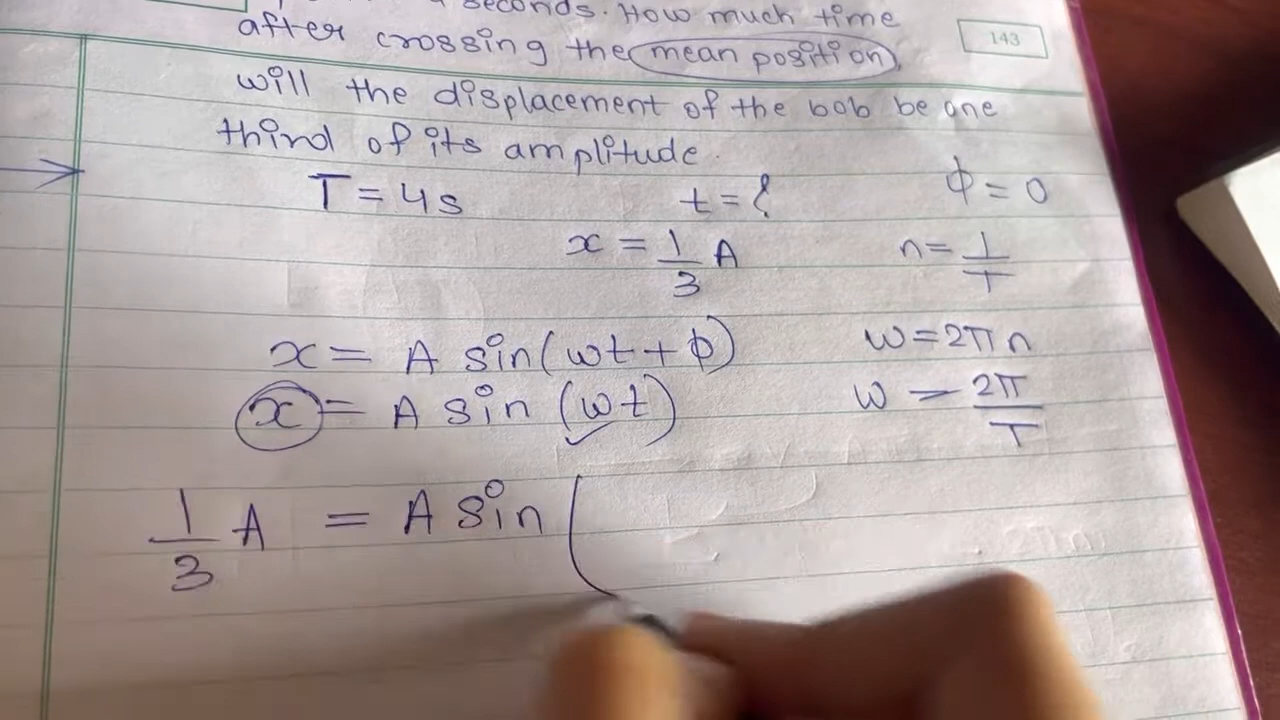 seconds. How much time
after crossing the mean position,
143
will the displacement of the bob be one
third of its amplitude.
T = 4s t = ? ϕ = 0
x = 1/3 A n = 1/T
x = A sin(ωt + ϕ) ω = 2πn
x = A sin (ωt) ω = 2π/T
1/3 A = A sin (